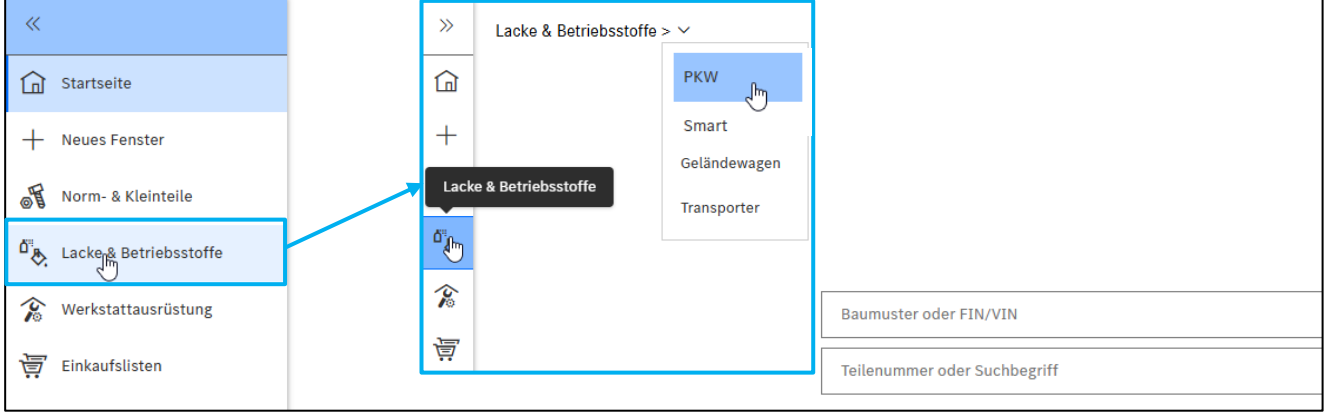 Startseite
Neues Fenster
Norm- & Kleinteile
Lacke & Betriebsstoffe
Werkstattausrüstung
Einkaufslisten
Lacke & Betriebsstoffe >
PKW
Smart
Geländewagen
Transporter
Lacke & Betriebsstoffe
Baumuster oder FIN/VIN
Teilenummer oder Suchbegriff